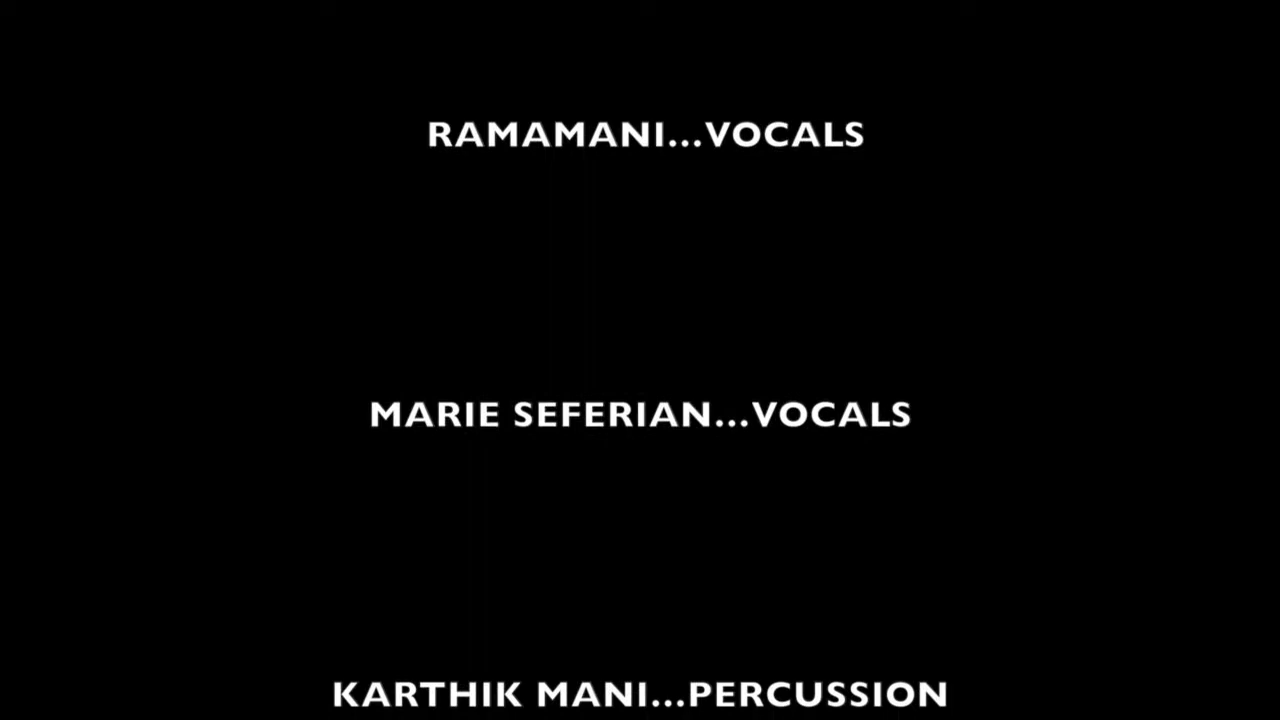 RAMAMANI...VOCALS
MARIE SEFERIAN...VOCALS
KARTHIK MANI...PERCUSSION